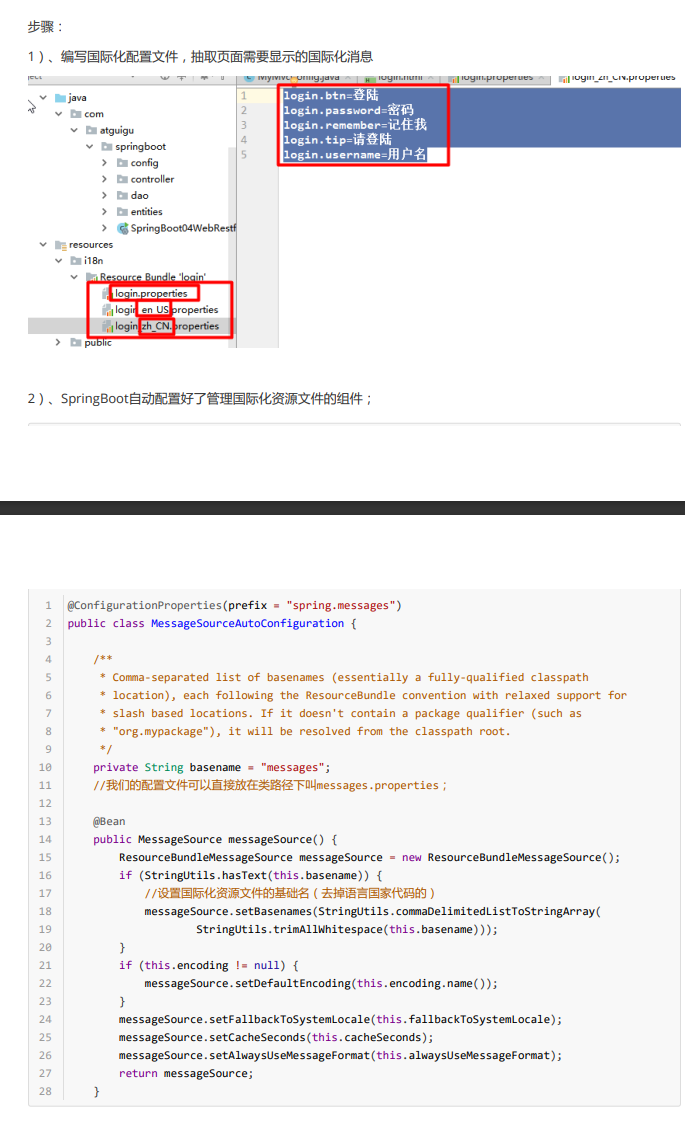 步骤：
1）、编写国际化配置文件，抽取页面需要显示的国际化消息
login.html
login.properties
login_zh_CN.properties
java
com
atguigu
springboot
config
controller
dao
entities
SpringBoot04WebRestf
resources
i18n
Resource Bundle 'login'
login.properties
login_en_US.properties
login_zh_CN.properties
public
1 login.btn=登陆
2 login.password=密码
3 login.remember=记住我
4 login.tip=请登陆
5 login.username=用户名
2）、SpringBoot自动配置好了管理国际化资源文件的组件；
1 @ConfigurationProperties(prefix = "spring.messages")
2 public class MessageSourceAutoConfiguration {
3
4 /**
5 * Comma-separated list of basenames (essentially a fully-qualified classpath
6 * location), each following the ResourceBundle convention with relaxed support for
7 * slash based locations. If it doesn't contain a package qualifier (such as
8 * "org.mypackage"), it will be resolved from the classpath root.
9 */
10 private String basename = "messages";
11 //我们的配置文件可以直接放在类路径下叫messages.properties；
12
13 @Bean
14 public MessageSource messageSource() {
15 ResourceBundleMessageSource messageSource = new ResourceBundleMessageSource();
16 if (StringUtils.hasText(this.basename)) {
17 //设置国际化资源文件的基础名（去掉语言国家代码的）
18 messageSource.setBasenames(StringUtils.commaDelimitedListToStringArray(
19 StringUtils.trimAllWhitespace(this.basename)));
20 }
21 if (this.encoding != null) {
22 messageSource.setDefaultEncoding(this.encoding.name());
23 }
24 messageSource.setFallbackToSystemLocale(this.fallbackToSystemLocale);
25 messageSource.setCacheSeconds(this.cacheSeconds);
26 messageSource.setAlwaysUseMessageFormat(this.alwaysUseMessageFormat);
27 return messageSource;
28 }